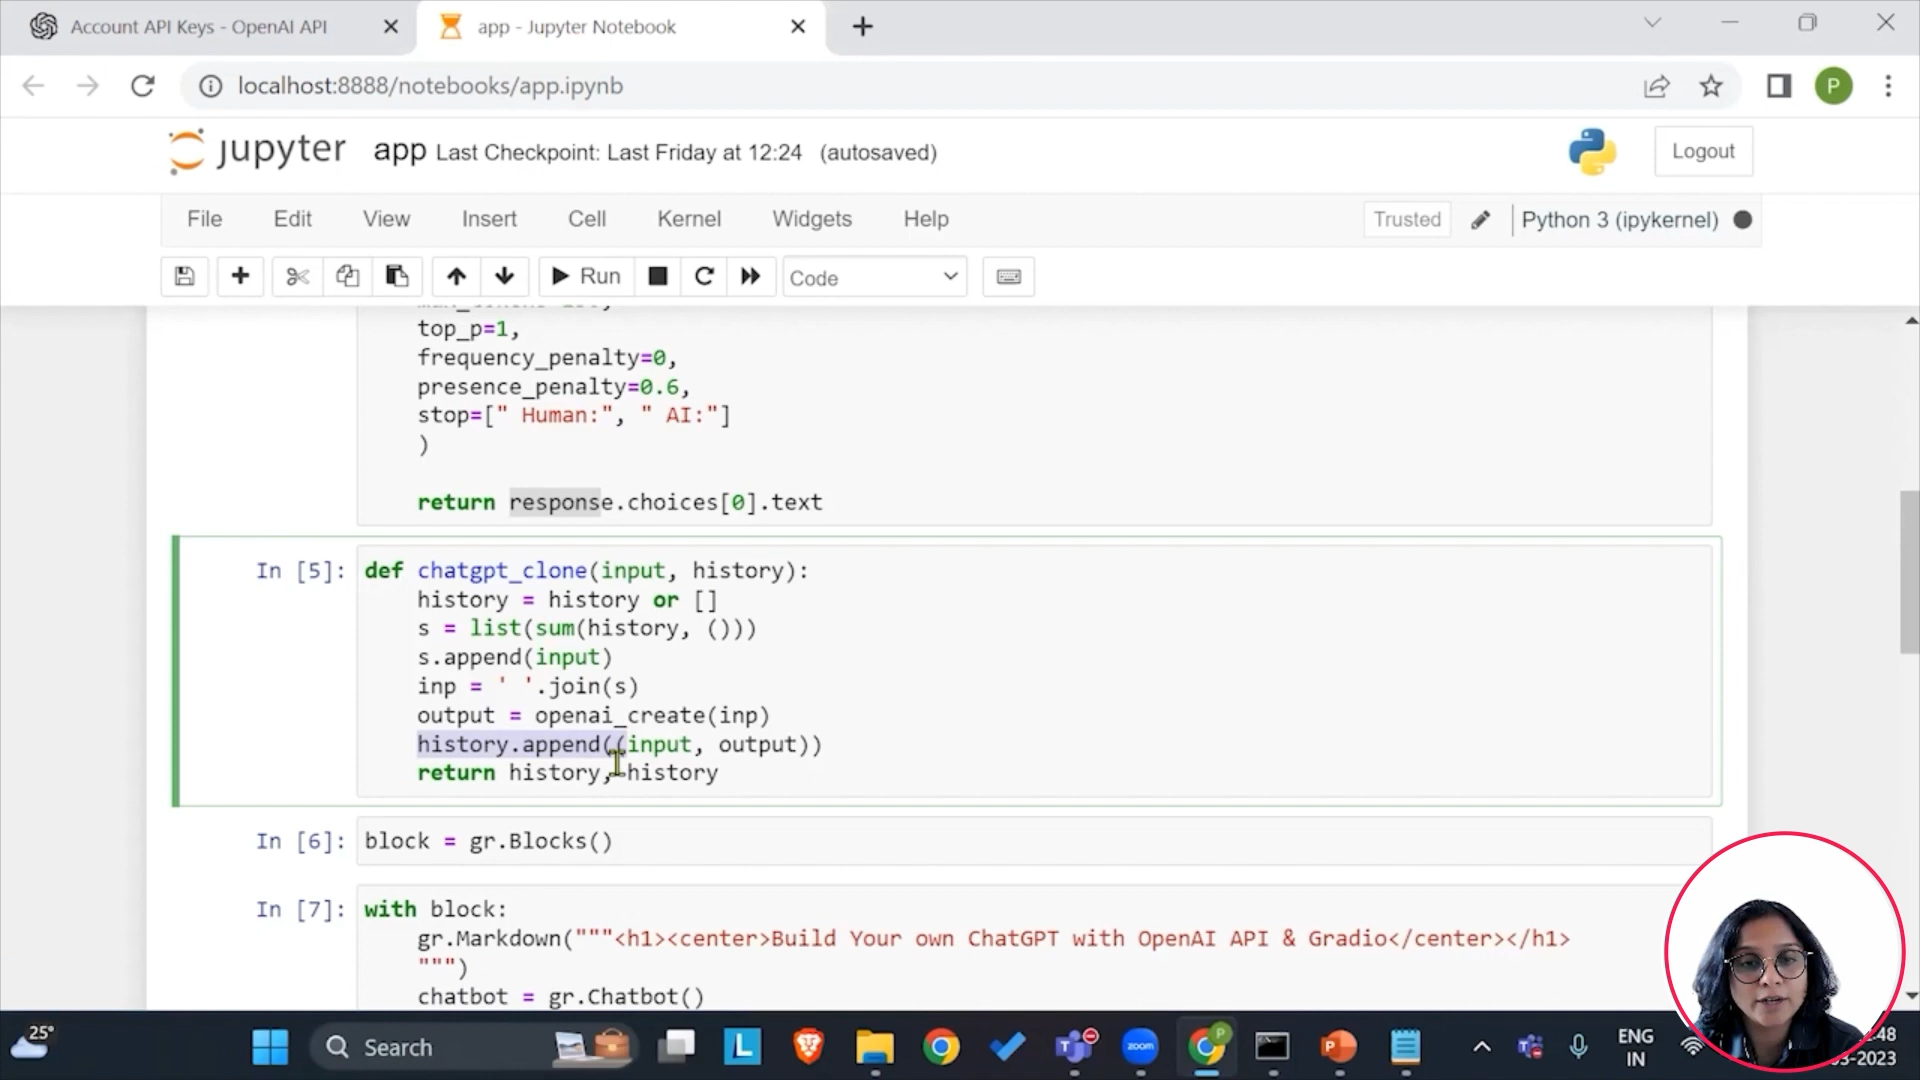 Account API Keys - OpenAI API
app - Jupyter Notebook
localhost:8888/notebooks/app.ipynb
P
jupyter app Last Checkpoint: Last Friday at 12:24 (autosaved)
Logout
File Edit View Insert Cell Kernel Widgets Help
Trusted
Python 3 (ipykernel)
Run
Code
top_p=1,
frequency_penalty=0,
presence_penalty=0.6,
stop=[" Human:", " AI:"]
)
return response.choices[0].text
In [5]: def chatgpt_clone(input, history):
history = history or []
s = list(sum(history, ()))
s.append(input)
inp = ' '.join(s)
output = openai_create(inp)
history.append((input, output))
return history, history
In [6]: block = gr.Blocks()
In [7]: with block:
gr.Markdown("""<h1><center>Build Your own ChatGPT with OpenAI API & Gradio</center></h1>
""")
chatbot = gr.Chatbot()
25°
Search
L
zoom
P
ENG
IN
:48
-2023